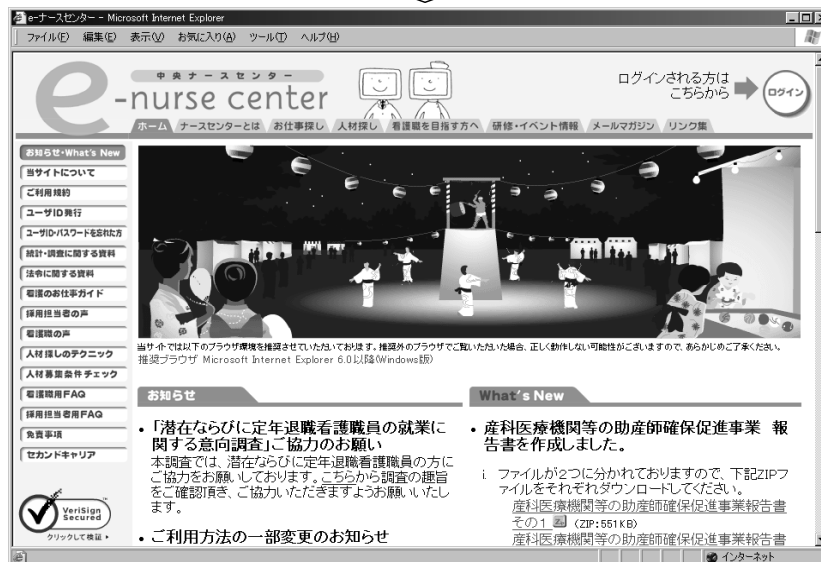 e-ナースセンター - Microsoft Internet Explorer
ファイル(F) 編集(E) 表示(V) お気に入り(A) ツール(T) ヘルプ(H)
中央ナースセンター
e-nurse center
ログインされる方は
こちらから
ログイン
ホーム ナースセンターとは お仕事探し 人材探し 看護職を目指す方へ 研修・イベント情報 メールマガジン リンク集
お知らせ・What's New
当サイトについて
ご利用規約
ユーザID発行
ユーザID・パスワードを忘れた方
統計・調査に関する資料
法令に関する資料
看護のお仕事ガイド
採用担当者の声
看護職の声
人材探しのテクニック
人材募集条件チェック
看護職用FAQ
採用担当者用FAQ
免責事項
セカンドキャリア
VeriSign
Secured
クリックして検証
当サイトでは以下のブラウザ環境を推奨させていただいております。推奨外のブラウザでご覧いただいた場合、正しく動作しない可能性がございますので、あらかじめご了承ください。
推奨ブラウザ Microsoft Internet Explorer 6.0以降(Windows版)
お知らせ
・「潜在ならびに定年退職看護職員の就業に
関する意向調査」ご協力のお願い
本調査では、潜在ならびに定年退職看護職員の方に
ご協力をお願いしております。こちらから調査の趣旨
をご確認頂き、ご協力いただきますようお願いいたし
ます。
・ご利用方法の一部変更のお知らせ
What's New
・産科医療機関等の助産師確保促進事業 報
告書を作成しました。
i. ファイルが2つに分かれておりますので、下記ZIPフ
ァイルをそれぞれダウンロードしてください。
産科医療機関等の助産師確保促進事業報告書
その1 (ZIP:551KB)
産科医療機関等の助産師確保促進事業報告書
インターネット